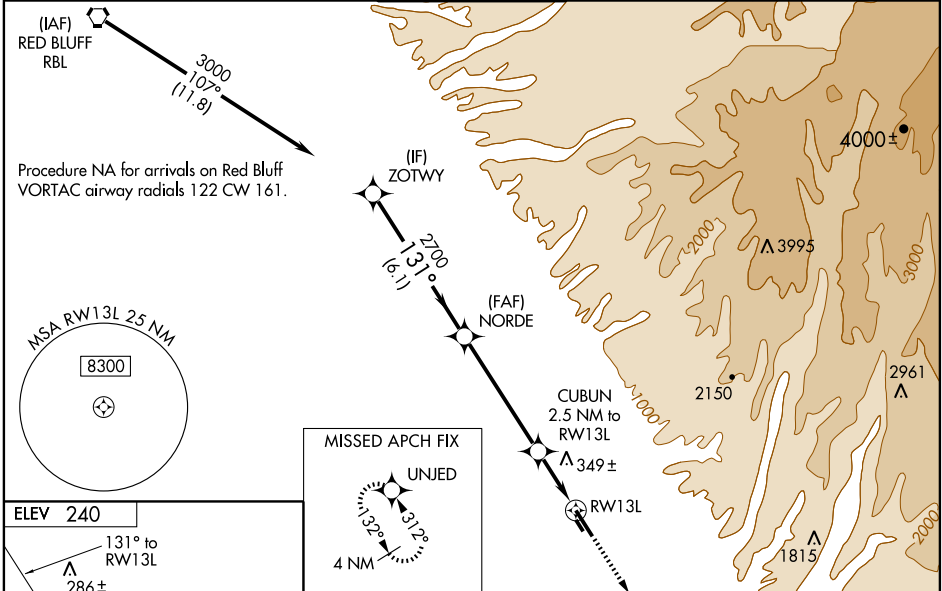 (IAF)
RED BLUFF
RBL
3000
107°
(11.8)
Procedure NA for arrivals on Red Bluff
VORTAC airway radials 122 CW 161.
(IF)
ZOTWY
2700
131°
(6.1)
(FAF)
NORDE
CUBUN
2.5 NM to
RW13L
349±
RW13L
4000±
3995
2000
3000
2150
2961
1000
1815
2000
MSA RW13L 25 NM
8300
MISSED APCH FIX
UNJED
132°
312°
4 NM
ELEV 240
131° to
RW13L
286±